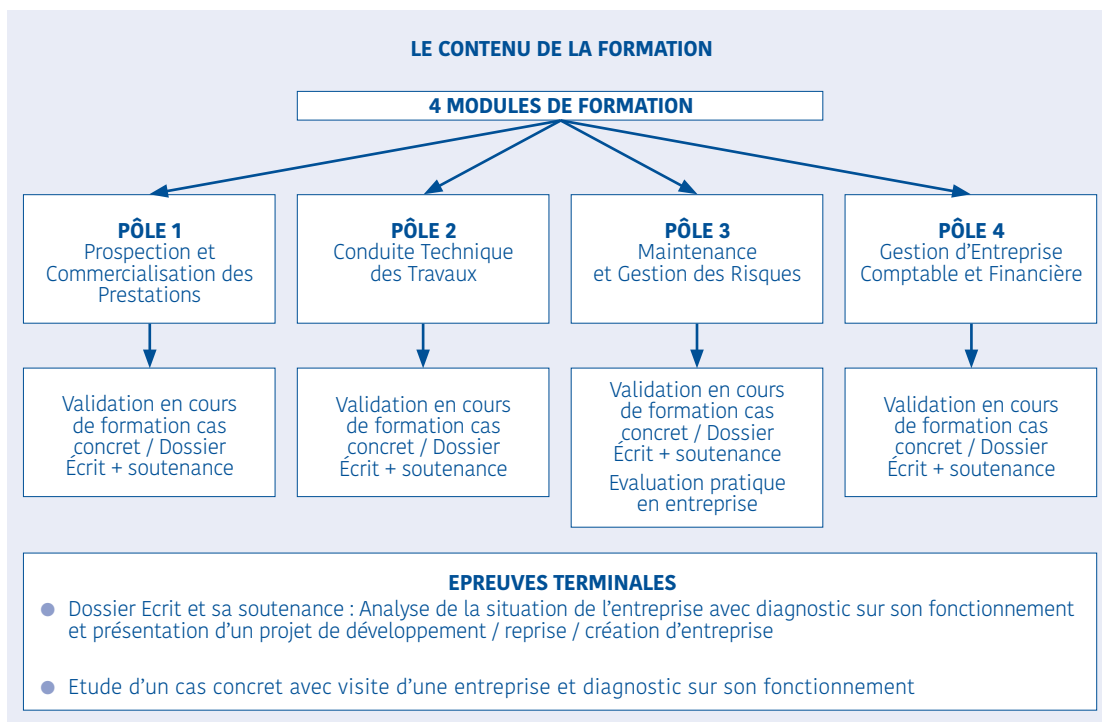 LE CONTENU DE LA FORMATION
4 MODULES DE FORMATION
PÔLE 1
Prospection et
Commercialisation des
Prestations
PÔLE 2
Conduite Technique
des Travaux
PÔLE 3
Maintenance
et Gestion des Risques
PÔLE 4
Gestion d’Entreprise
Comptable et Financière
Validation en cours
de formation cas
concret / Dossier
Écrit + soutenance
Validation en cours
de formation cas
concret / Dossier
Écrit + soutenance
Validation en cours
de formation cas
concret / Dossier
Écrit + soutenance
Evaluation pratique
en entreprise
Validation en cours
de formation cas
concret / Dossier
Écrit + soutenance
EPREUVES TERMINALES
● Dossier Ecrit et sa soutenance : Analyse de la situation de l’entreprise avec diagnostic sur son fonctionnement
et présentation d’un projet de développement / reprise / création d’entreprise
● Etude d’un cas concret avec visite d’une entreprise et diagnostic sur son fonctionnement